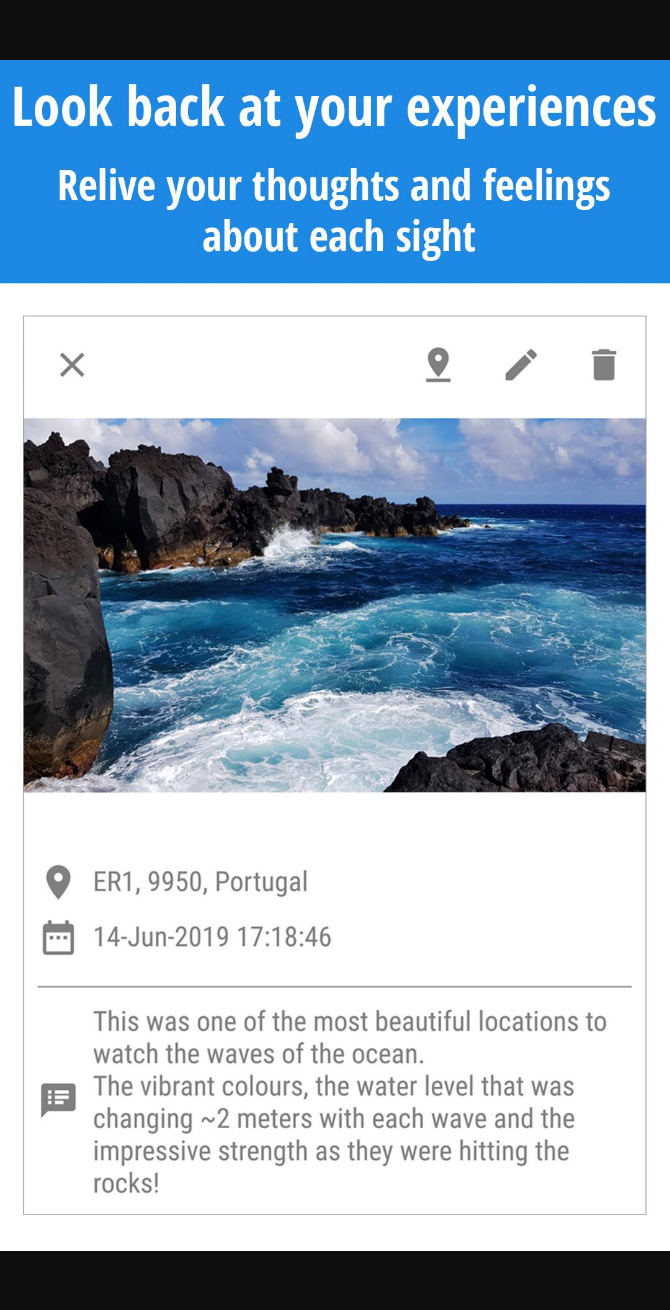 Look back at your experiences
Relive your thoughts and feelings
about each sight
ER1, 9950, Portugal
14-Jun-2019 17:18:46
This was one of the most beautiful locations to
watch the waves of the ocean.
The vibrant colours, the water level that was
changing ~2 meters with each wave and the
impressive strength as they were hitting the
rocks!